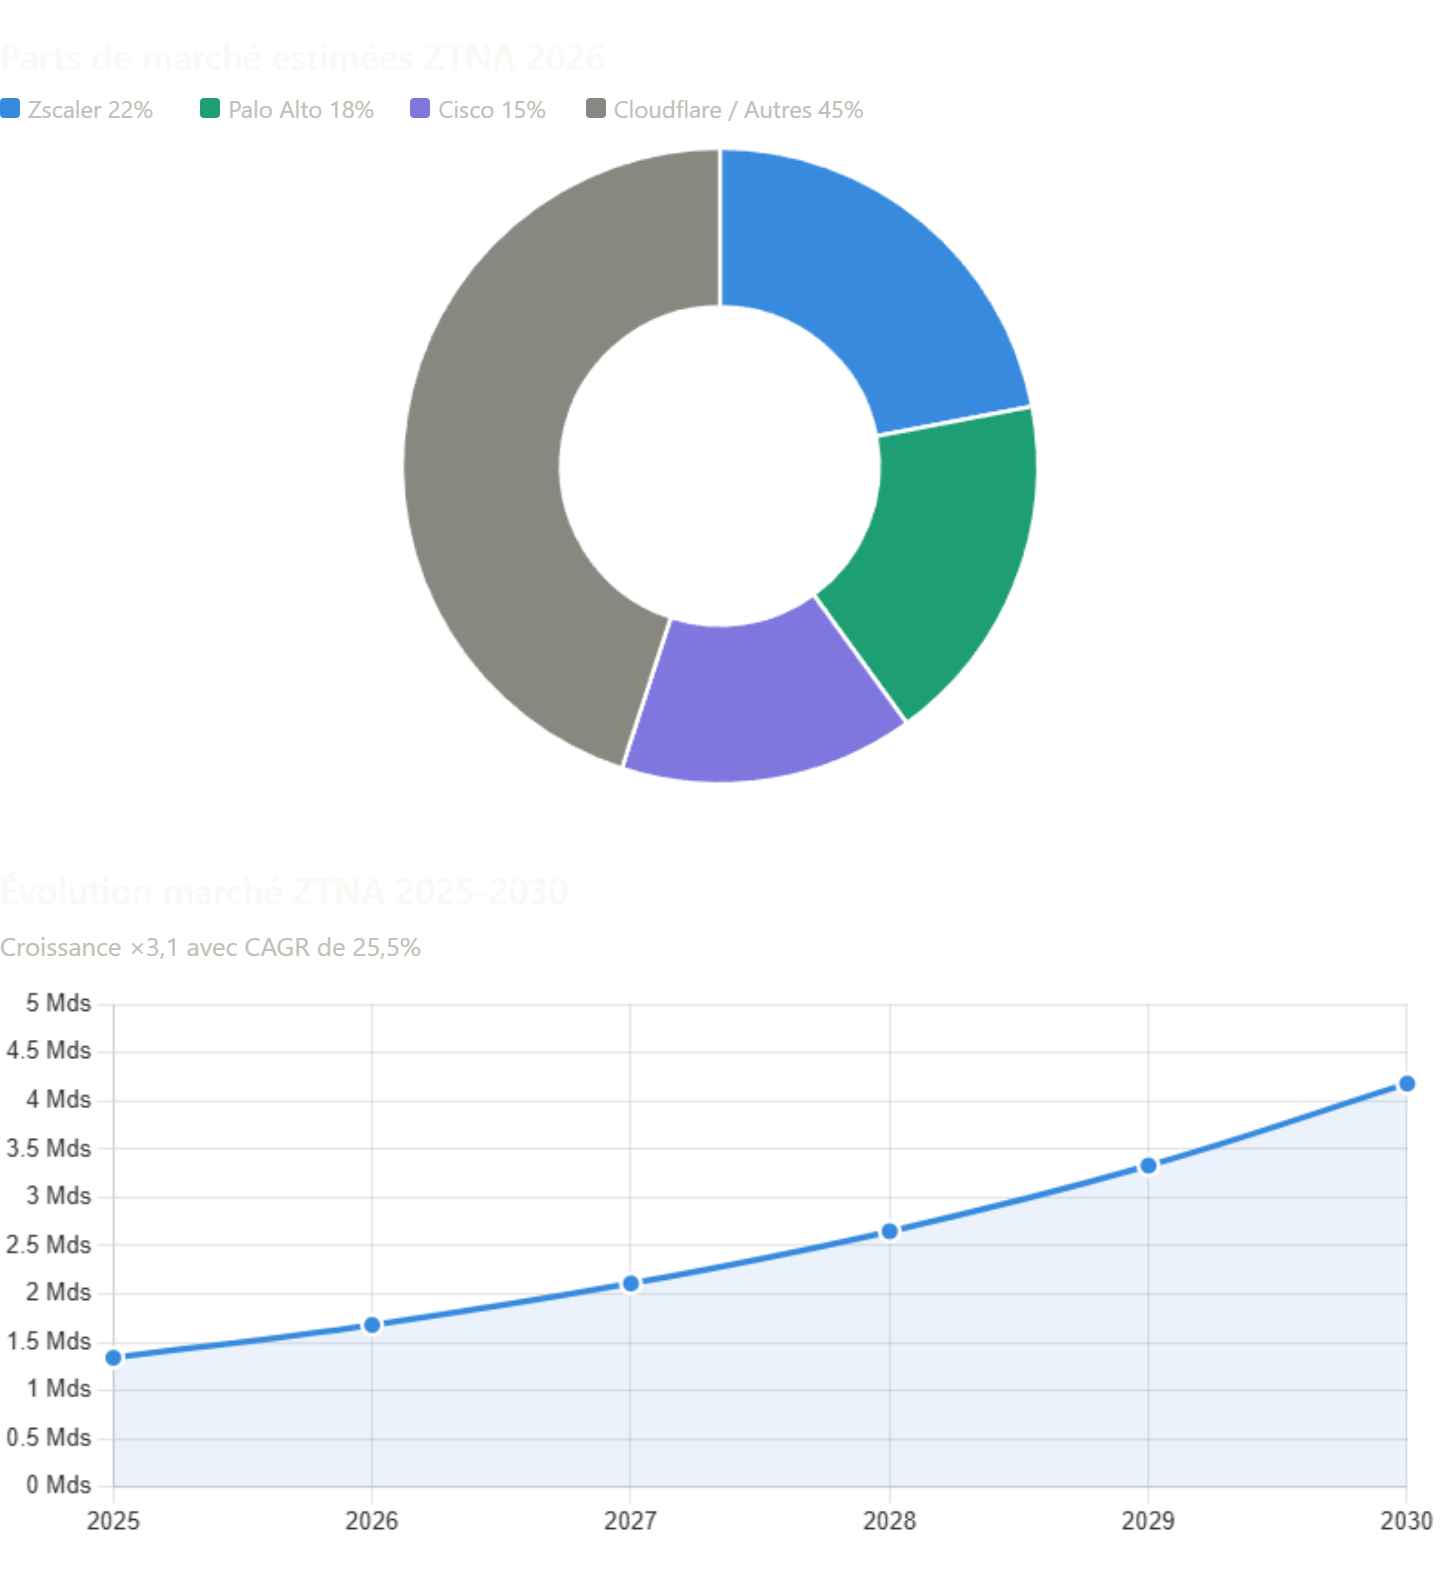 Parts de marché estimées ZTNA 2026
Zscaler 22% Palo Alto 18% Cisco 15% Cloudflare / Autres 45%
Évolution marché ZTNA 2025-2030
Croissance ×3,1 avec CAGR de 25,5%
5 Mds
4.5 Mds
4 Mds
3.5 Mds
3 Mds
2.5 Mds
2 Mds
1.5 Mds
1 Mds
0.5 Mds
0 Mds
2025 2026 2027 2028 2029 2030